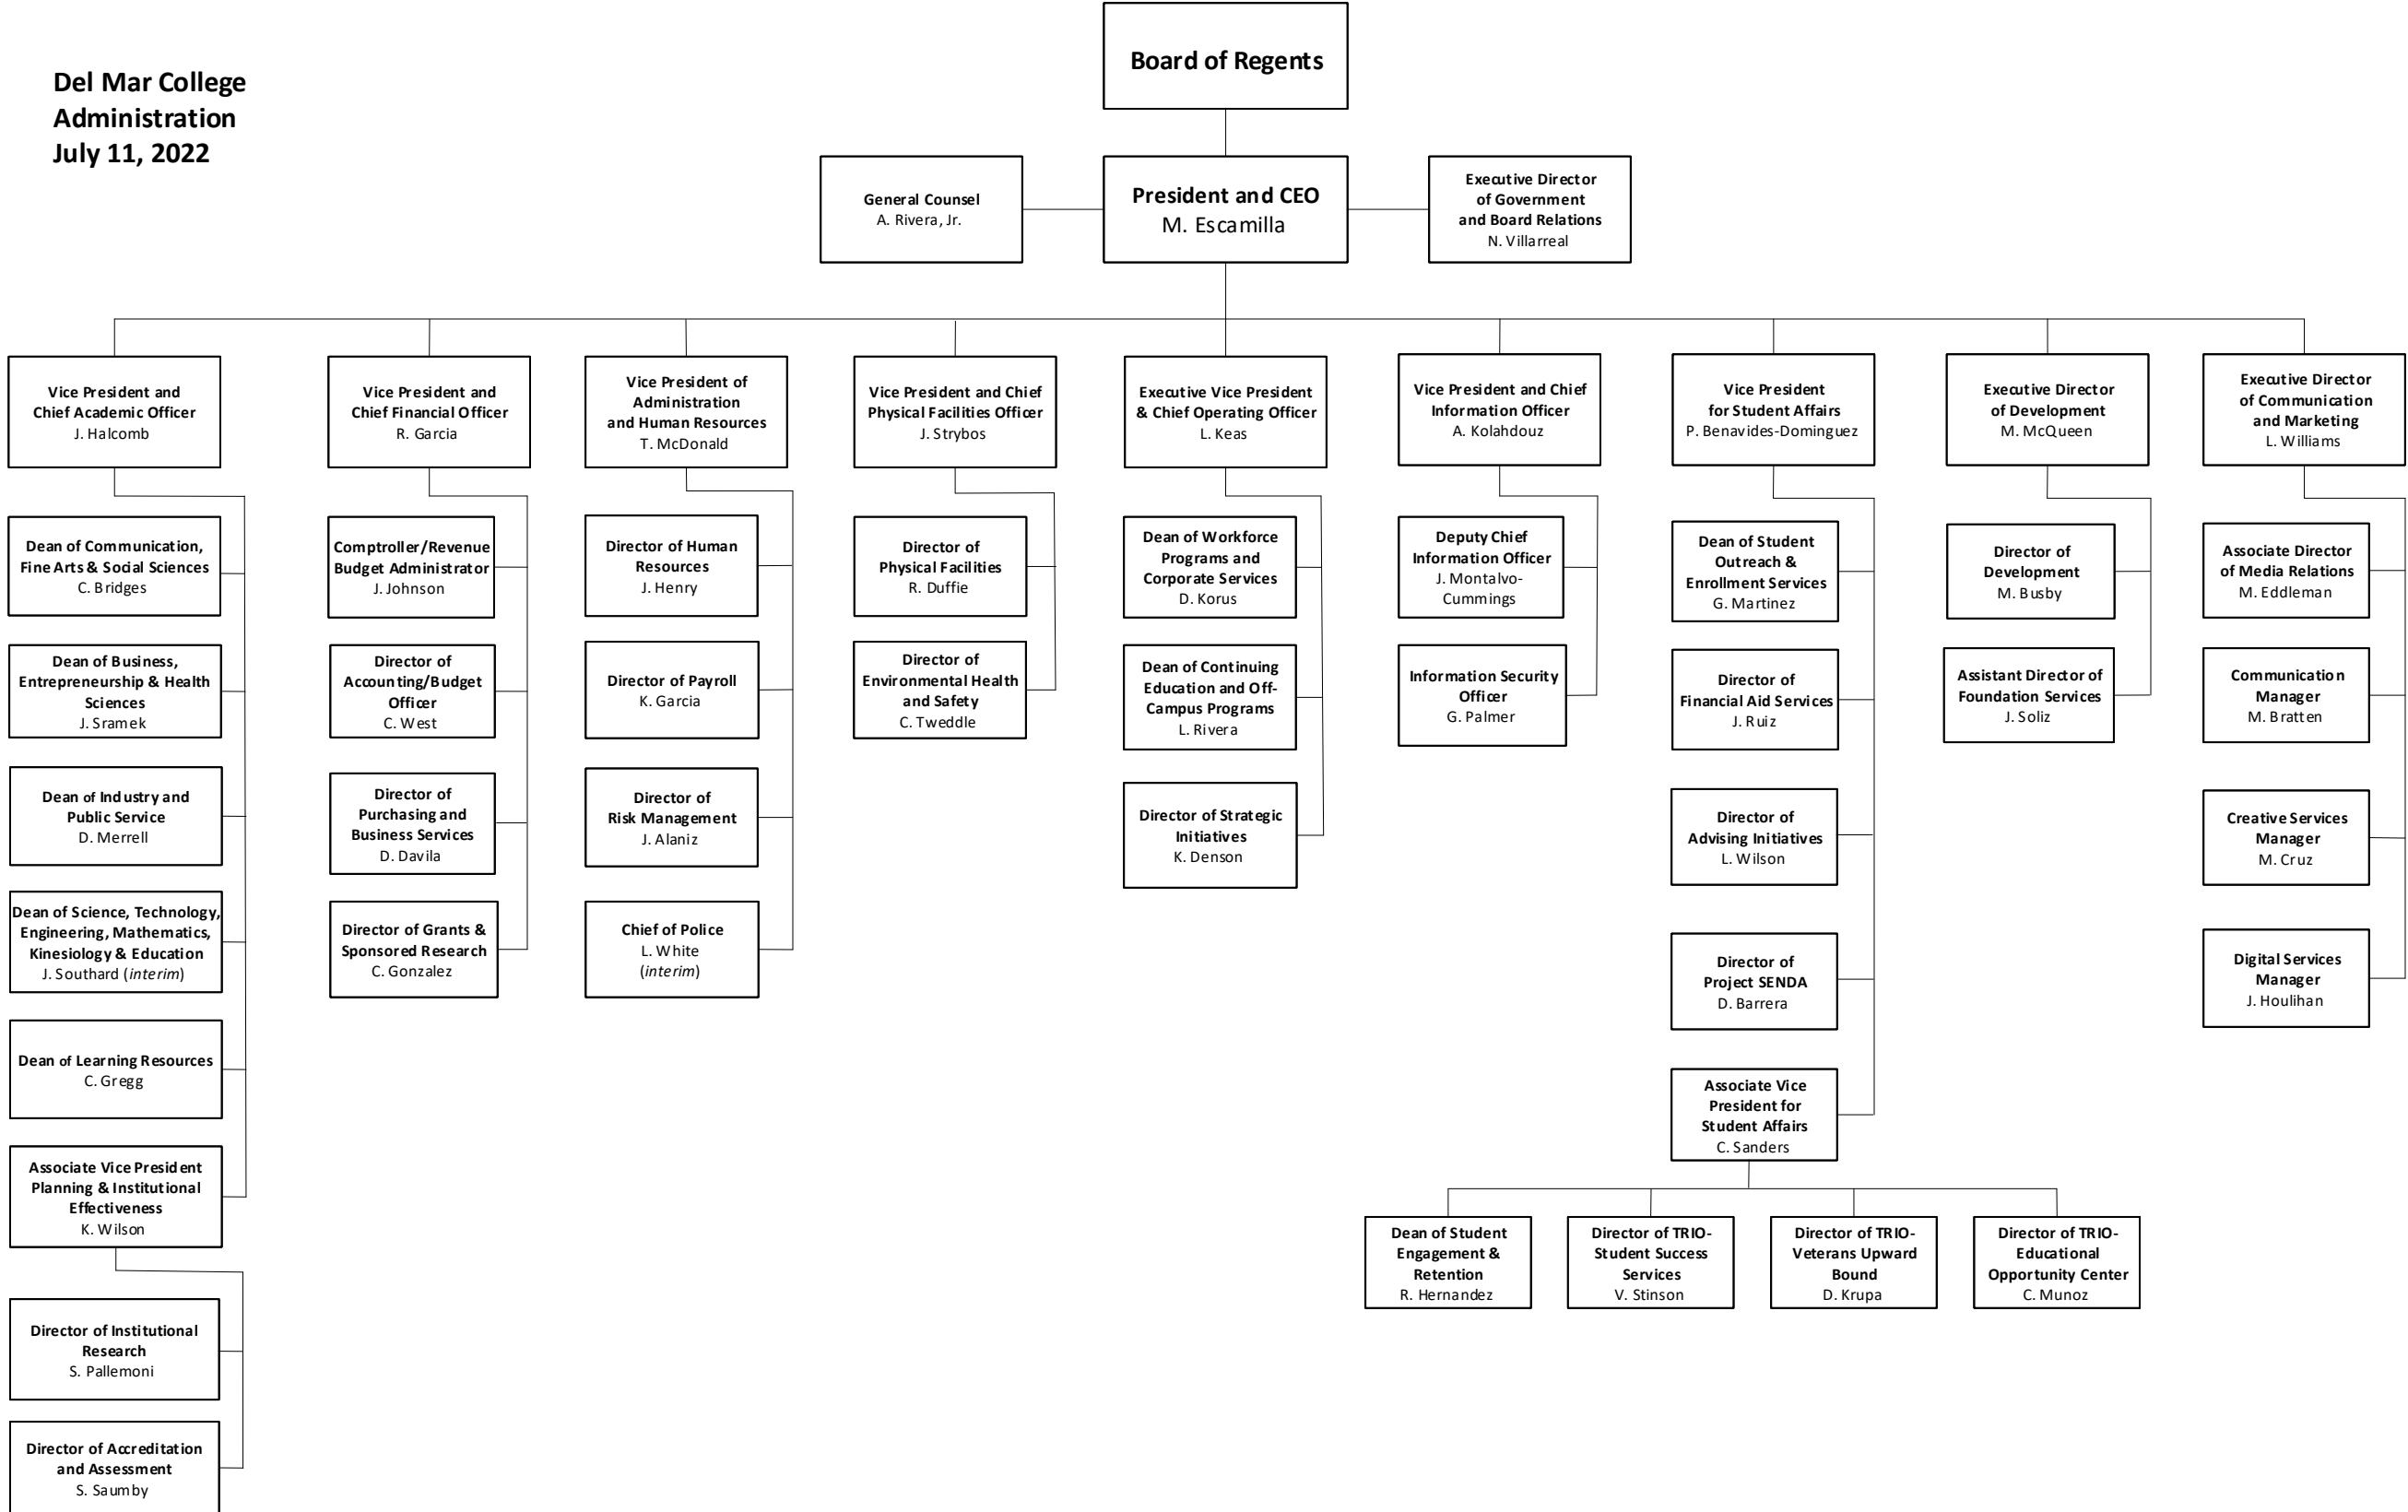 Del Mar College
Administration
July 11, 2022
Board of Regents
General Counsel
A. Rivera, Jr.
President and CEO
M. Escamilla
Executive Director
of Government
and Board Relations
N. Villarreal
Vice President and
Chief Academic Officer
J. Halcomb
Vice President and
Chief Financial Officer
R. Garcia
Vice President of
Administration
and Human Resources
T. McDonald
Vice President and Chief
Physical Facilities Officer
J. Strybos
Executive Vice President
& Chief Operating Officer
L. Keas
Vice President and Chief
Information Officer
A. Kolahdouz
Vice President
for Student Affairs
P. Benavides-Dominguez
Executive Director
of Development
M. McQueen
Executive Director
of Communication
and Marketing
L. Williams
Dean of Communication,
Fine Arts & Social Sciences
C. Bridges
Dean of Business,
Entrepreneurship & Health
Sciences
J. Sramek
Dean of Industry and
Public Service
D. Merrell
Dean of Science, Technology,
Engineering, Mathematics,
Kinesiology & Education
J. Southard (interim)
Dean of Learning Resources
C. Gregg
Associate Vice President
Planning & Institutional
Effectiveness
K. Wilson
Director of Institutional
Research
S. Pallemoni
Director of Accreditation
and Assessment
S. Saumby
Comptroller/Revenue
Budget Administrator
J. Johnson
Director of
Accounting/Budget
Officer
C. West
Director of
Purchasing and
Business Services
D. Davila
Director of Grants &
Sponsored Research
C. Gonzalez
Director of Human
Resources
J. Henry
Director of Payroll
K. Garcia
Director of
Risk Management
J. Alaniz
Chief of Police
L. White
(interim)
Director of
Physical Facilities
R. Duffie
Director of
Environmental Health
and Safety
C. Tweddle
Dean of Workforce
Programs and
Corporate Services
D. Korus
Dean of Continuing
Education and Off-
Campus Programs
L. Rivera
Director of Strategic
Initiatives
K. Denson
Deputy Chief
Information Officer
J. Montalvo-
Cummings
Information Security
Officer
G. Palmer
Dean of Student
Outreach &
Enrollment Services
G. Martinez
Director of
Financial Aid Services
J. Ruiz
Director of
Advising Initiatives
L. Wilson
Director of
Project SENDA
D. Barrera
Associate Vice
President for
Student Affairs
C. Sanders
Dean of Student
Engagement &
Retention
R. Hernandez
Director of TRIO-
Student Success
Services
V. Stinson
Director of TRIO-
Veterans Upward
Bound
D. Krupa
Director of TRIO-
Educational
Opportunity Center
C. Munoz
Director of
Development
M. Busby
Assistant Director of
Foundation Services
J. Soliz
Associate Director
of Media Relations
M. Eddleman
Communication
Manager
M. Bratten
Creative Services
Manager
M. Cruz
Digital Services
Manager
J. Houlihan